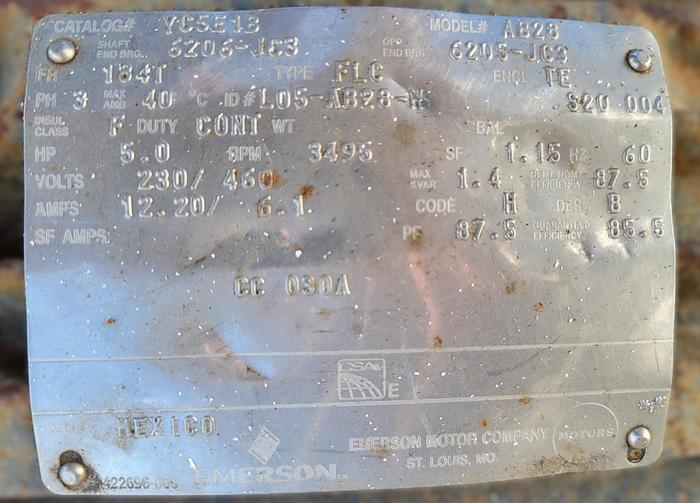 CATALOG# YC5E1B MODEL# AB28
SHAFT END BRG. 6206-JC3 OPP END BRG 6205-JC3
FR 184T TYPE FLC ENCL TE
PH 3 MAX AMB 40 °C ID# L05-AB28-M S20 004
INSUL CLASS F DUTY CONT WT BAL
HP 5.0 RPM 3495 SF 1.15 HZ 60
VOLTS 230/ 460 MAX KVAR 1.4 NEMA NOM EFFICIENCY 87.5
AMPS 12.20/ 6.1 CODE H DES B
SF AMPS PF 87.5 GUARANTEED EFFICIENCY 85.5
CC 030A
CSA E
MEXICO
EMERSON MOTOR COMPANY MOTORS
ST. LOUIS, MO.
EMERSON